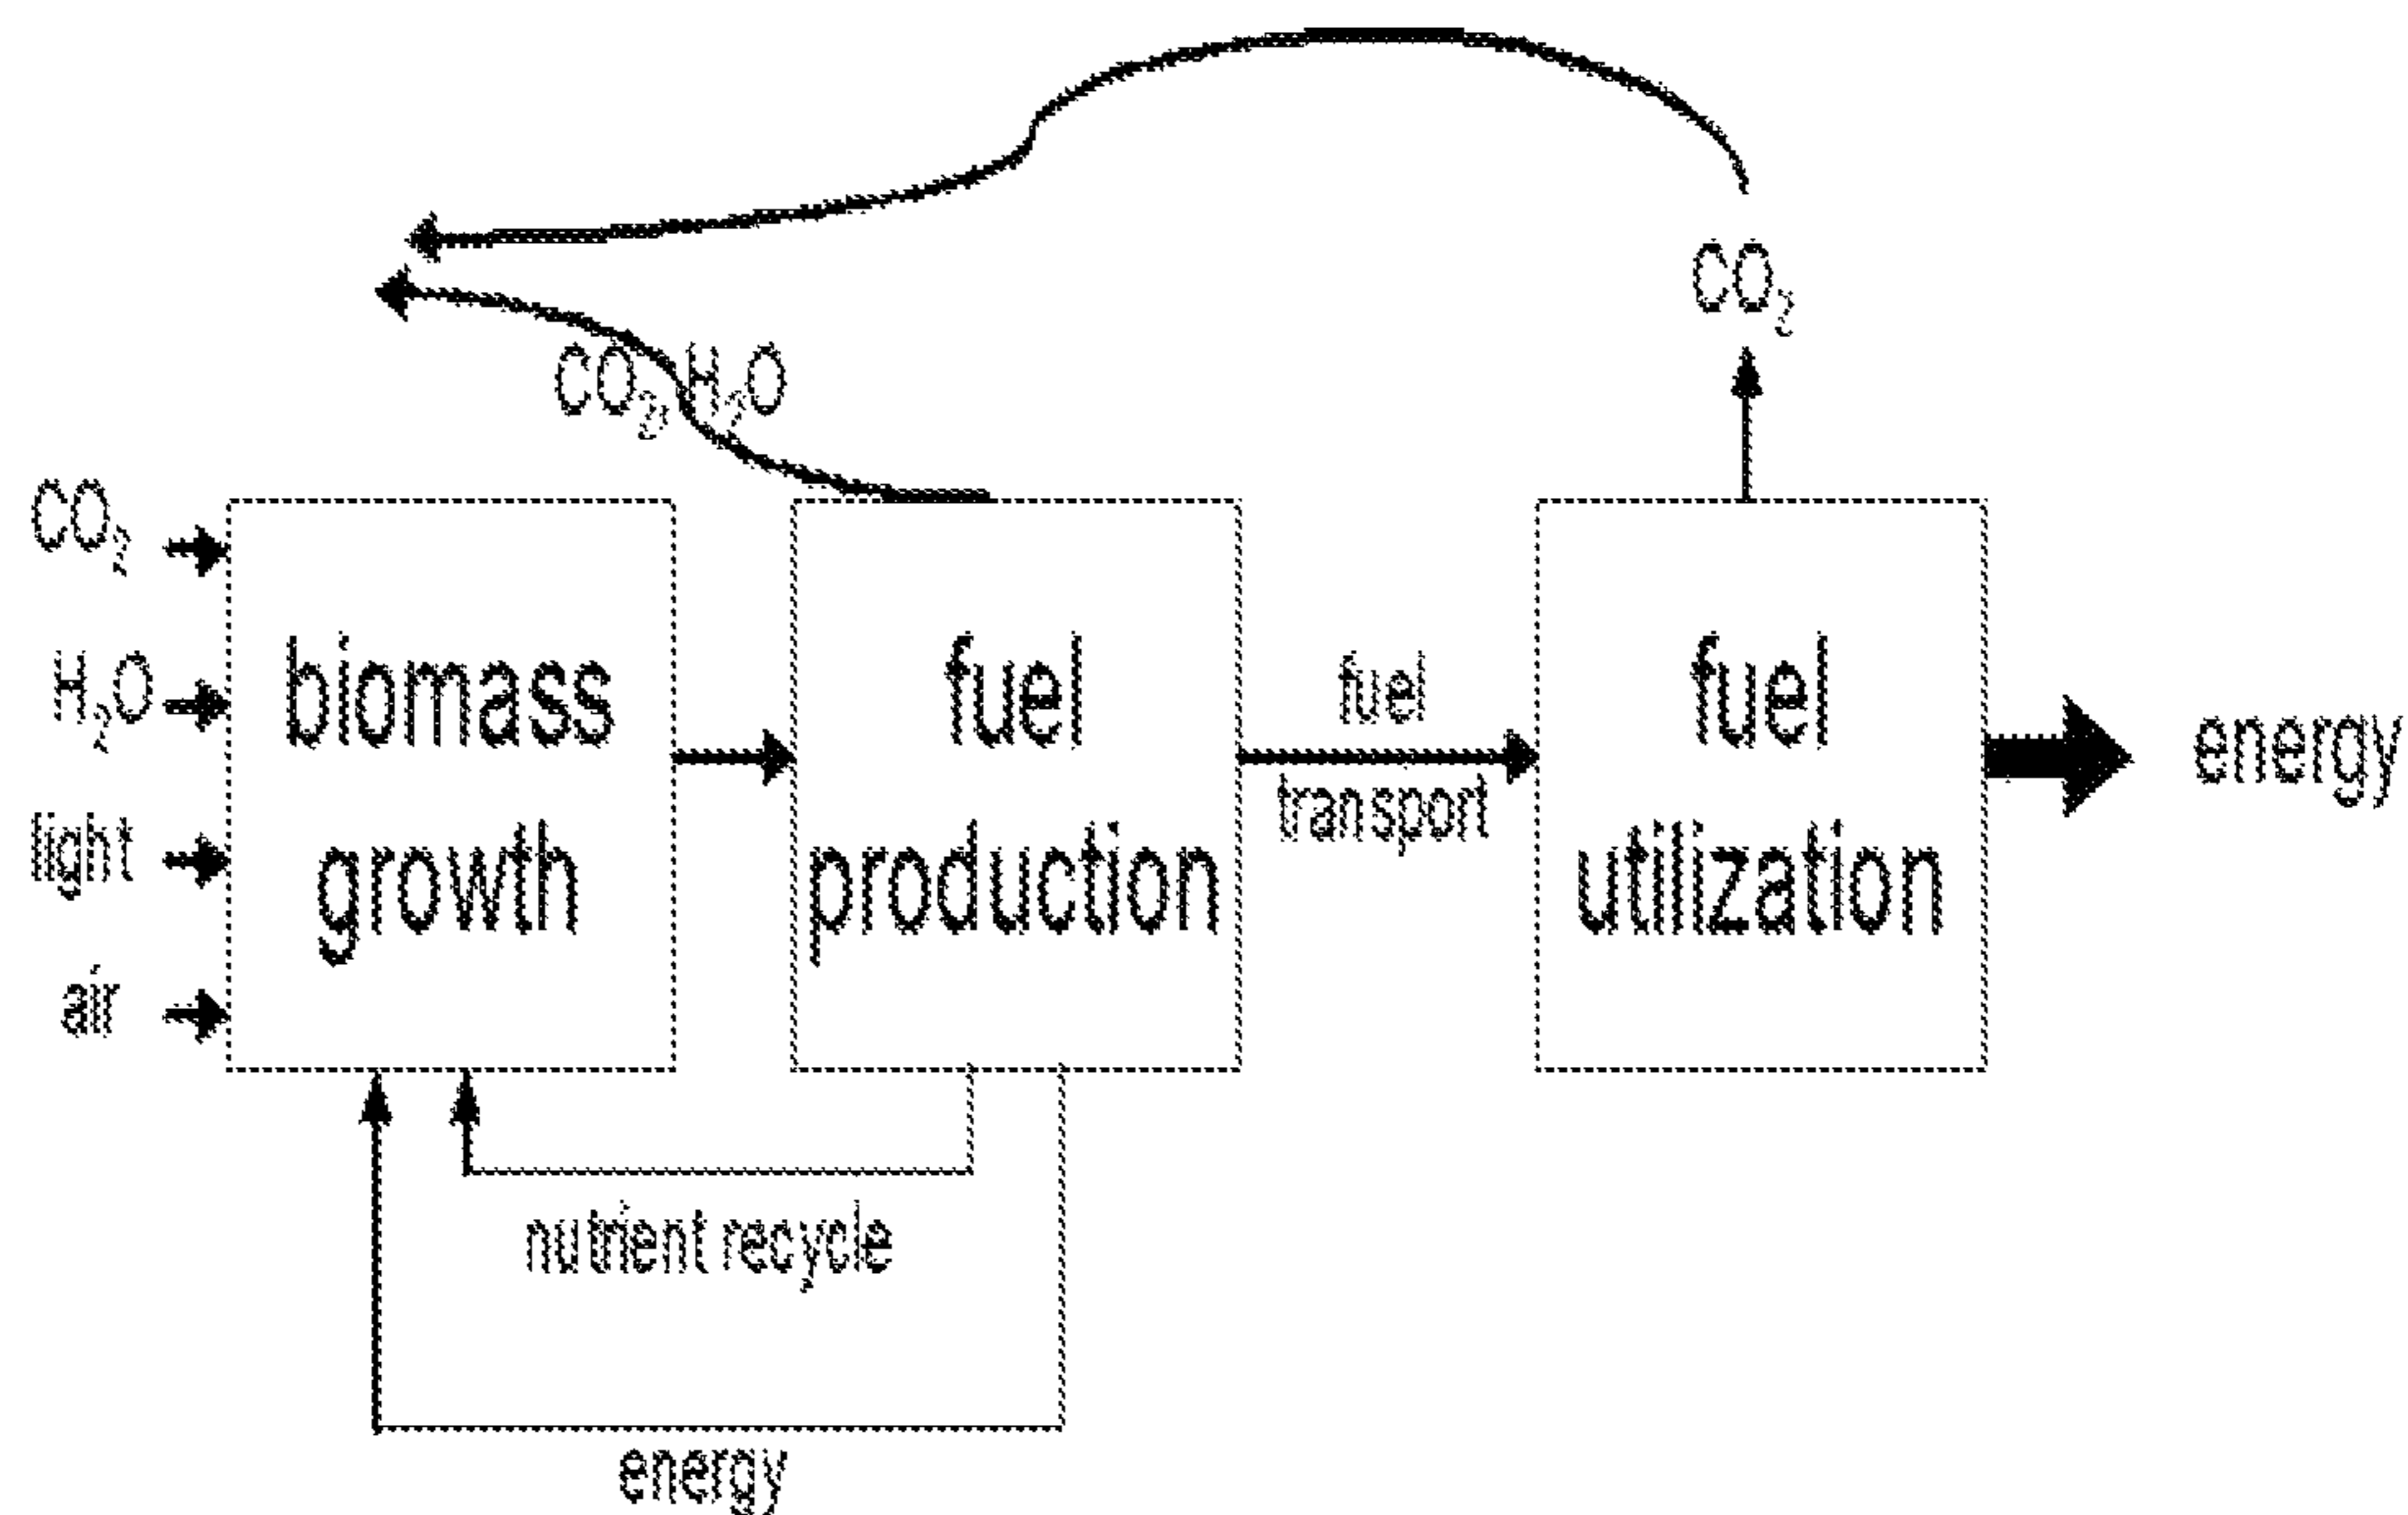 CO₂
CO₂, H₂O
CO₂
H₂O
light
air
biomass
growth
fuel
production
fuel
transport
fuel
utilization
energy
nutrient recycle
energy